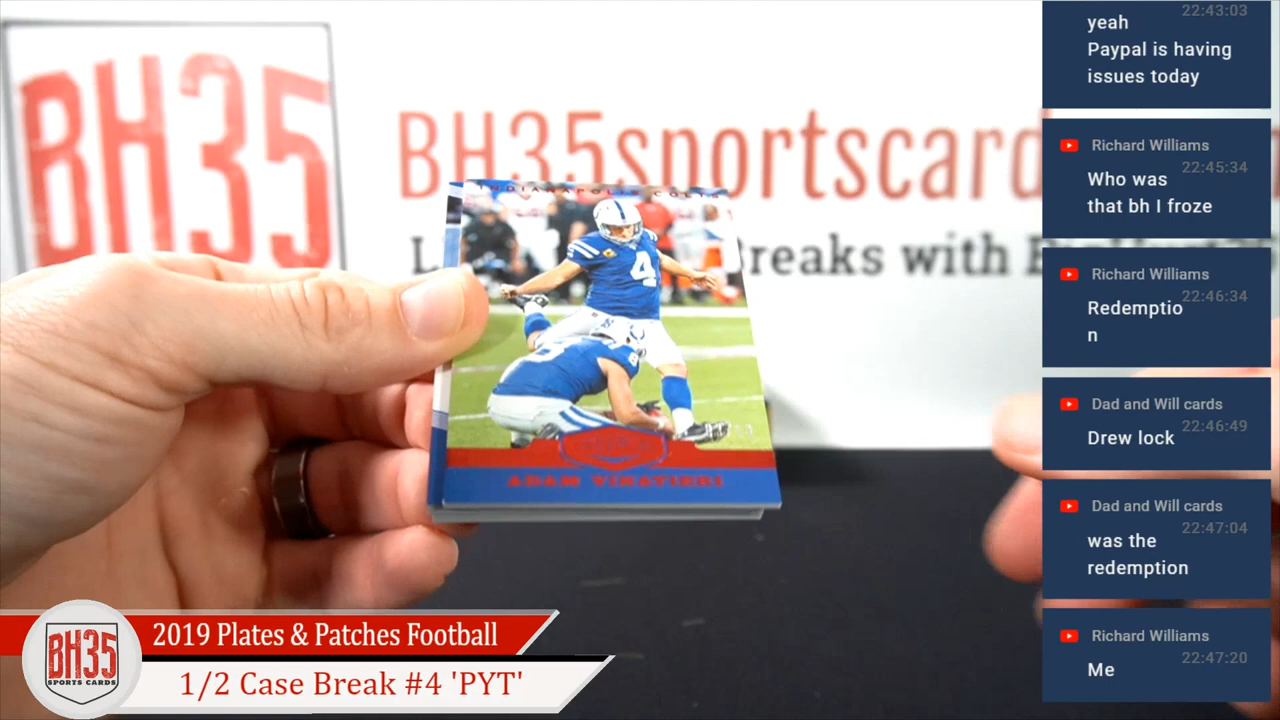 BH35
BH35sportscard
INDIANAPOLIS COLTS
4
reaks with
ADAM VINATIERI
22:43:03
yeah
Paypal is having
issues today
Richard Williams
22:45:34
Who was
that bh I froze
Richard Williams
22:46:34
Redemptio
n
Dad and Will cards
22:46:49
Drew lock
Dad and Will cards
22:47:04
was the
redemption
Richard Williams
22:47:20
Me
BH35
SPORTS CARDS
2019 Plates & Patches Football
1/2 Case Break #4 'PYT'